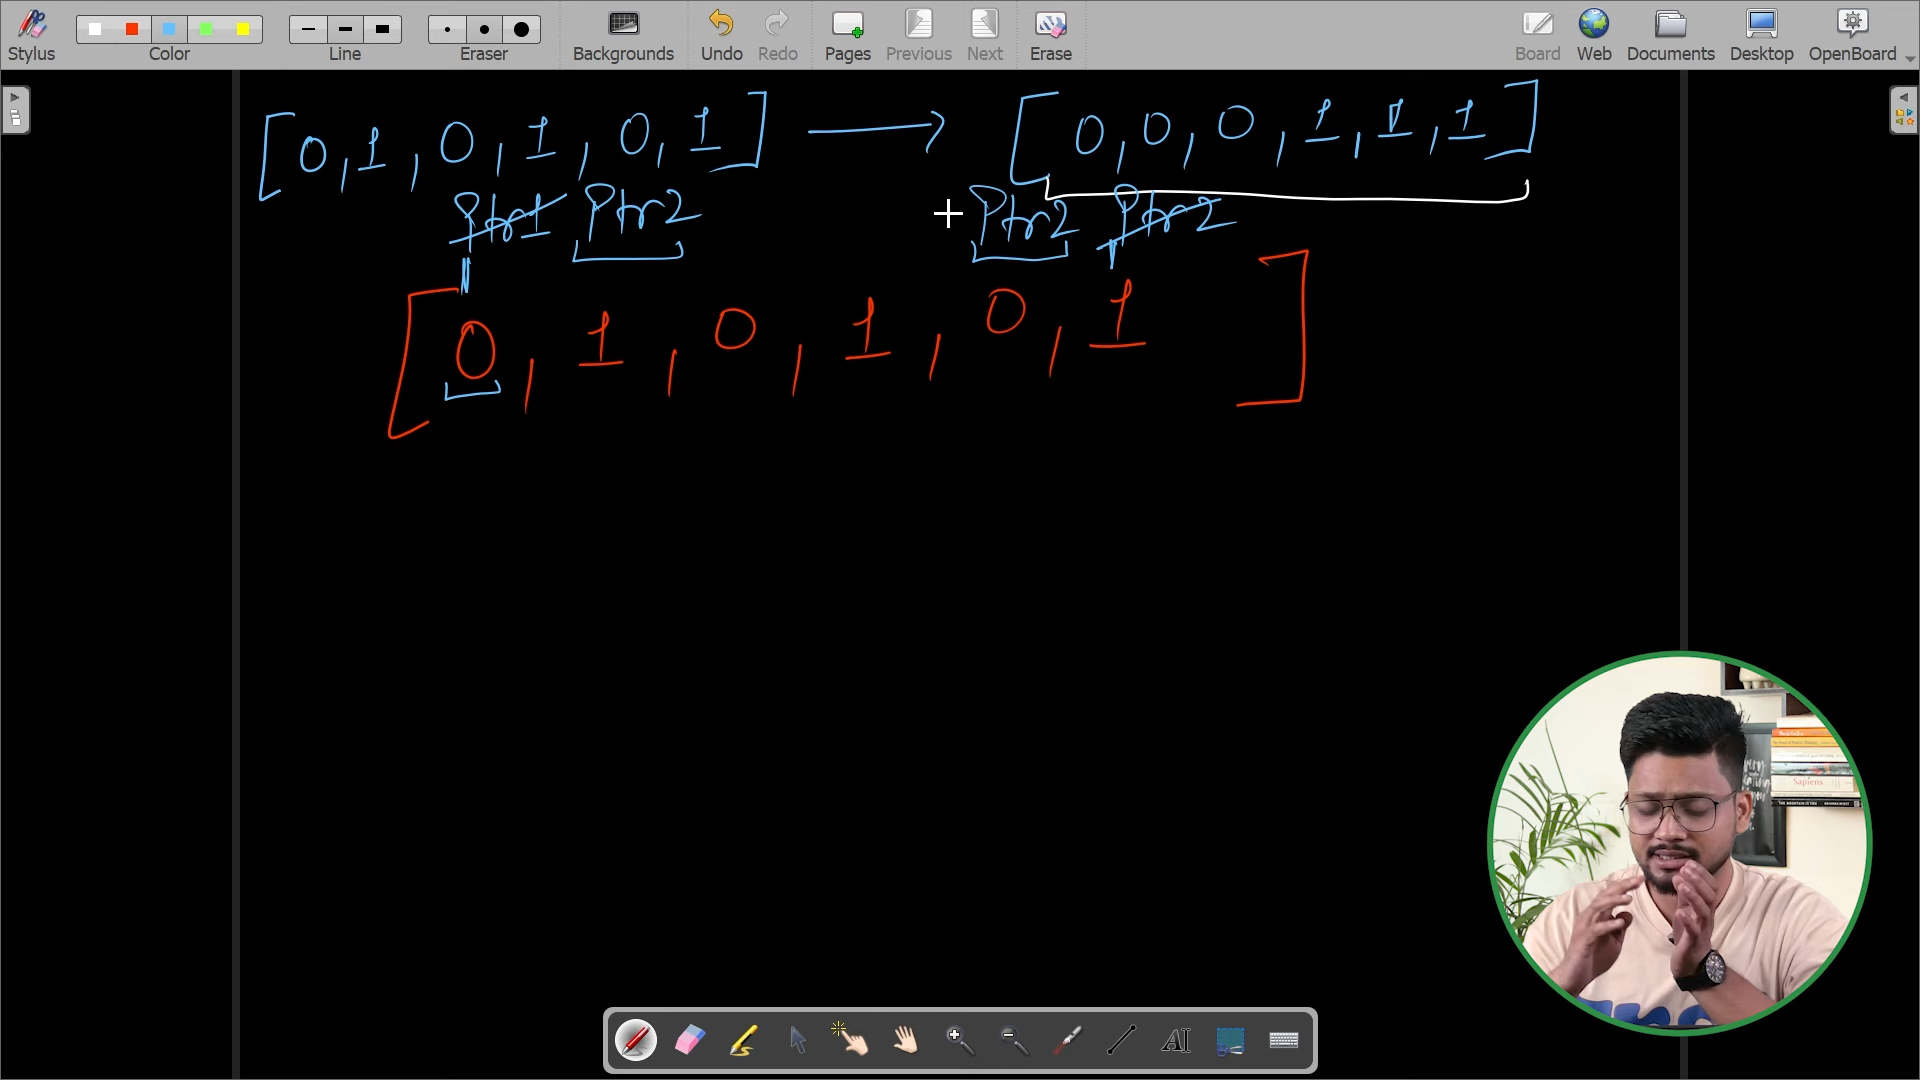 Stylus Color Line Eraser Backgrounds Undo Redo Pages Previous Next Erase Board Web Documents Desktop OpenBoard
[0,1,0,1,0,1] → [0,0,0,1,1,1]
Ptr1 Ptr2 Ptr2 Ptr2
[0,1,0,1,0,1]
Sapiens
AI